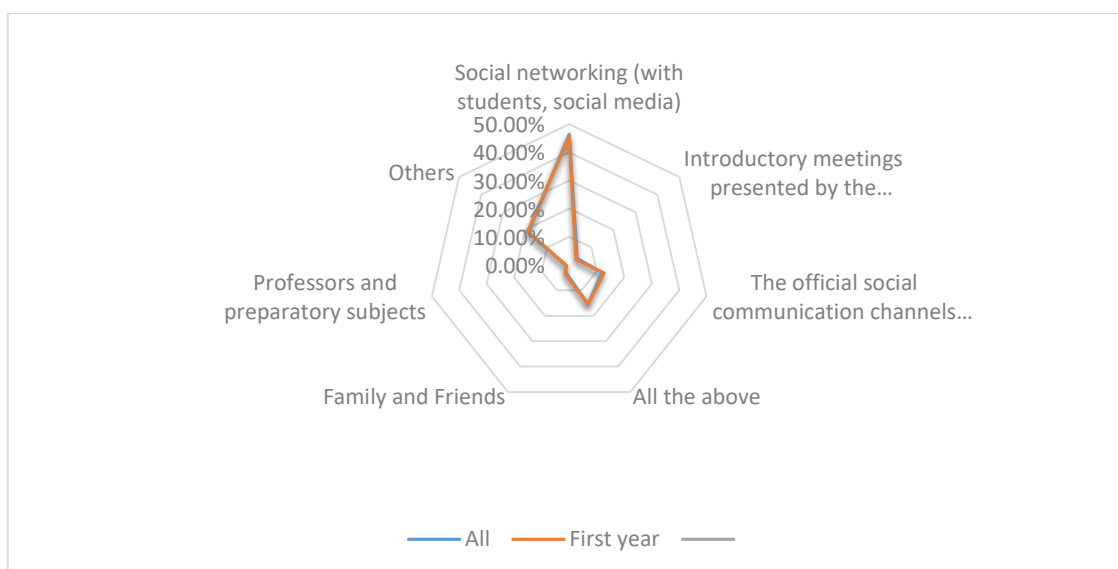 Social networking (with
students, social media)
50.00%
40.00%
30.00%
20.00%
10.00%
0.00%
Introductory meetings
presented by the...
The official social
communication channels...
All the above
Family and Friends
Professors and
preparatory subjects
Others
All
First year